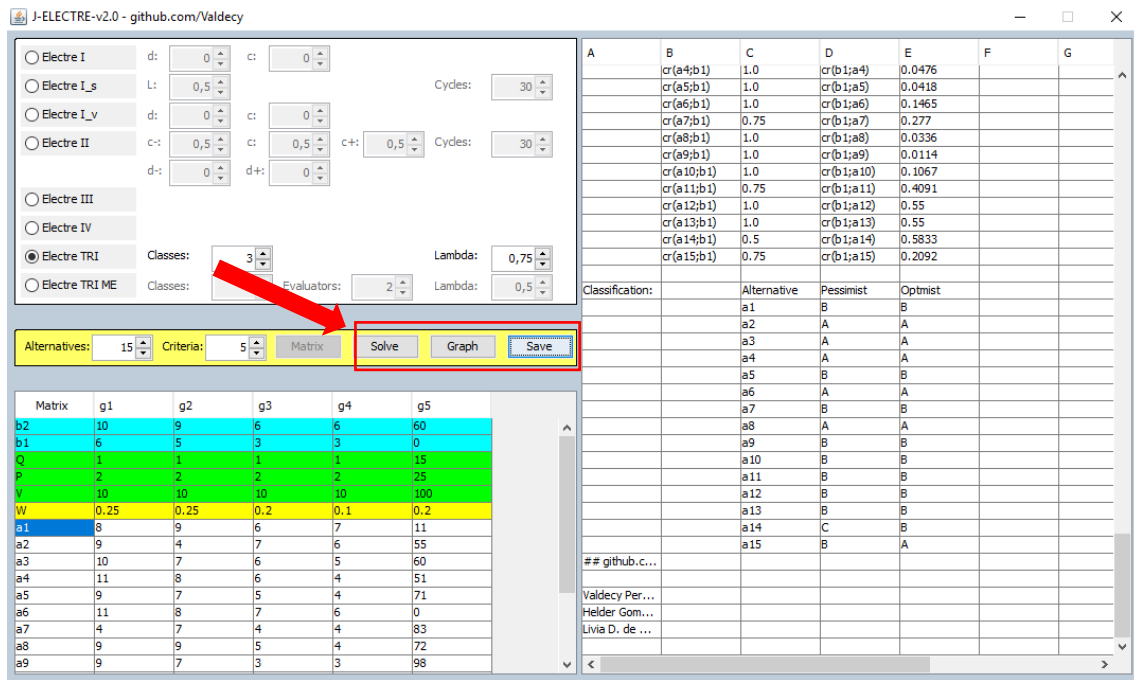 J-ELECTRE-v2.0 - github.com/Valdecy
Electre I d: 0 c: 0
Electre I_s L: 0,5 Cycles: 30
Electre I_v d: 0 c: 0
Electre II c-: 0,5 c: 0,5 c+: 0,5 Cycles: 30
d-: 0 d+: 0
Electre III
Electre IV
Electre TRI Classes: 3 Lambda: 0,75
Electre TRI ME Classes: Evaluators: 2 Lambda: 0,5
Alternatives: 15 Criteria: 5 Matrix Solve Graph Save
Matrix g1 g2 g3 g4 g5
b2 10 9 6 6 60
b1 6 5 3 3 0
Q 1 1 1 1 15
P 2 2 2 2 25
V 10 10 10 10 100
W 0.25 0.25 0.2 0.1 0.2
a1 8 9 6 7 11
a2 9 4 7 6 55
a3 10 7 6 5 60
a4 11 8 6 4 51
a5 9 7 5 4 71
a6 11 8 7 6 0
a7 4 7 4 4 83
a8 9 9 5 4 72
a9 9 7 3 3 98
A B C D E F G
cr(a4;b1) 1.0 cr(b1;a4) 0.0476
cr(a5;b1) 1.0 cr(b1;a5) 0.0418
cr(a6;b1) 1.0 cr(b1;a6) 0.1465
cr(a7;b1) 0.75 cr(b1;a7) 0.277
cr(a8;b1) 1.0 cr(b1;a8) 0.0336
cr(a9;b1) 1.0 cr(b1;a9) 0.0114
cr(a10;b1) 1.0 cr(b1;a10) 0.1067
cr(a11;b1) 0.75 cr(b1;a11) 0.4091
cr(a12;b1) 1.0 cr(b1;a12) 0.55
cr(a13;b1) 1.0 cr(b1;a13) 0.55
cr(a14;b1) 0.5 cr(b1;a14) 0.5833
cr(a15;b1) 0.75 cr(b1;a15) 0.2092
Classification: Alternative Pessimist Optmist
a1 B B
a2 A A
a3 A A
a4 A A
a5 B B
a6 A A
a7 B B
a8 A A
a9 B B
a10 B B
a11 B B
a12 B B
a13 B B
a14 C B
a15 B A
## github.c...
Valdecy Per...
Helder Gom...
Livia D. de ...